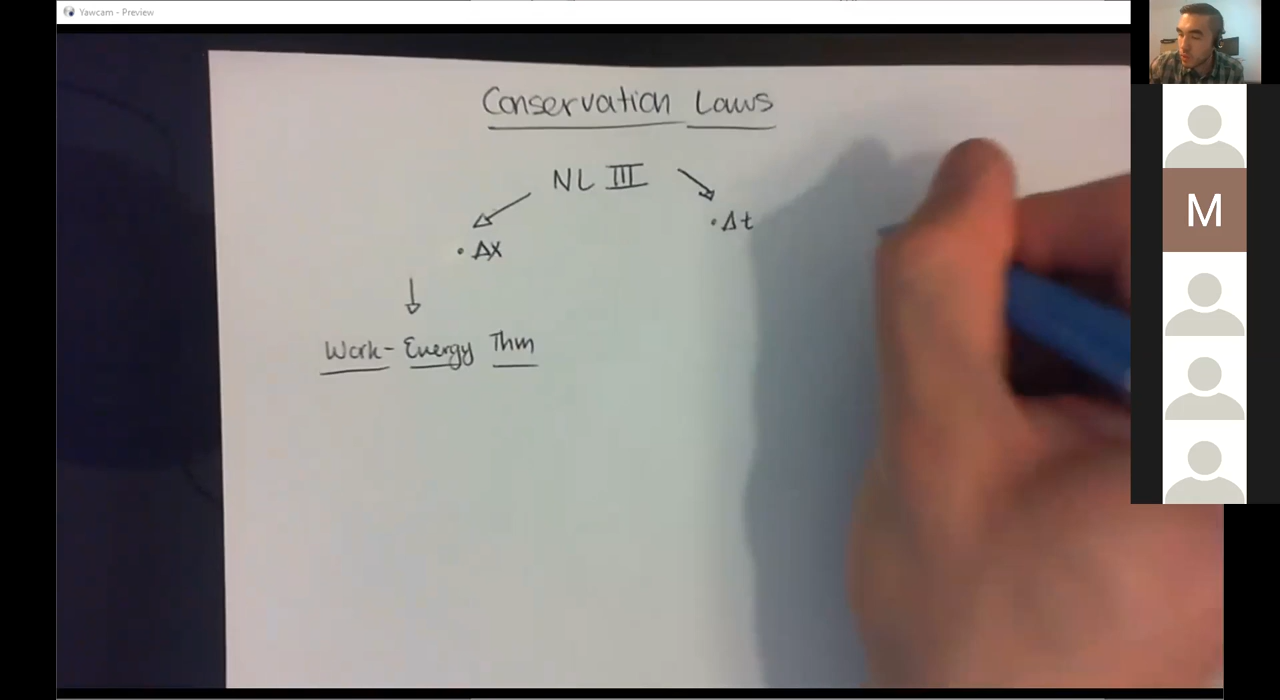 Yawcam - Preview
Conservation Laws
NL III
• Δx
• Δt
Work-Energy Thm
M